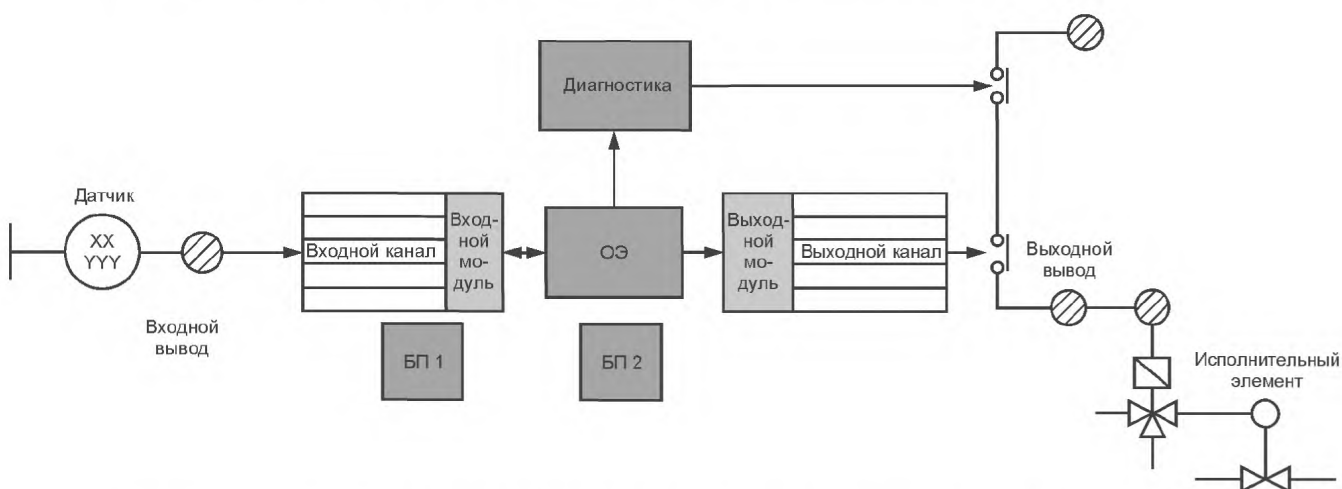 Диагностика
Датчик
XX
YYY
Входной
вывод
Входной канал
Вход-
ной
мо-
дуль
ОЭ
Выход-
ной
мо-
дуль
Выходной канал
Выходной
вывод
БП 1
БП 2
Исполнительный
элемент